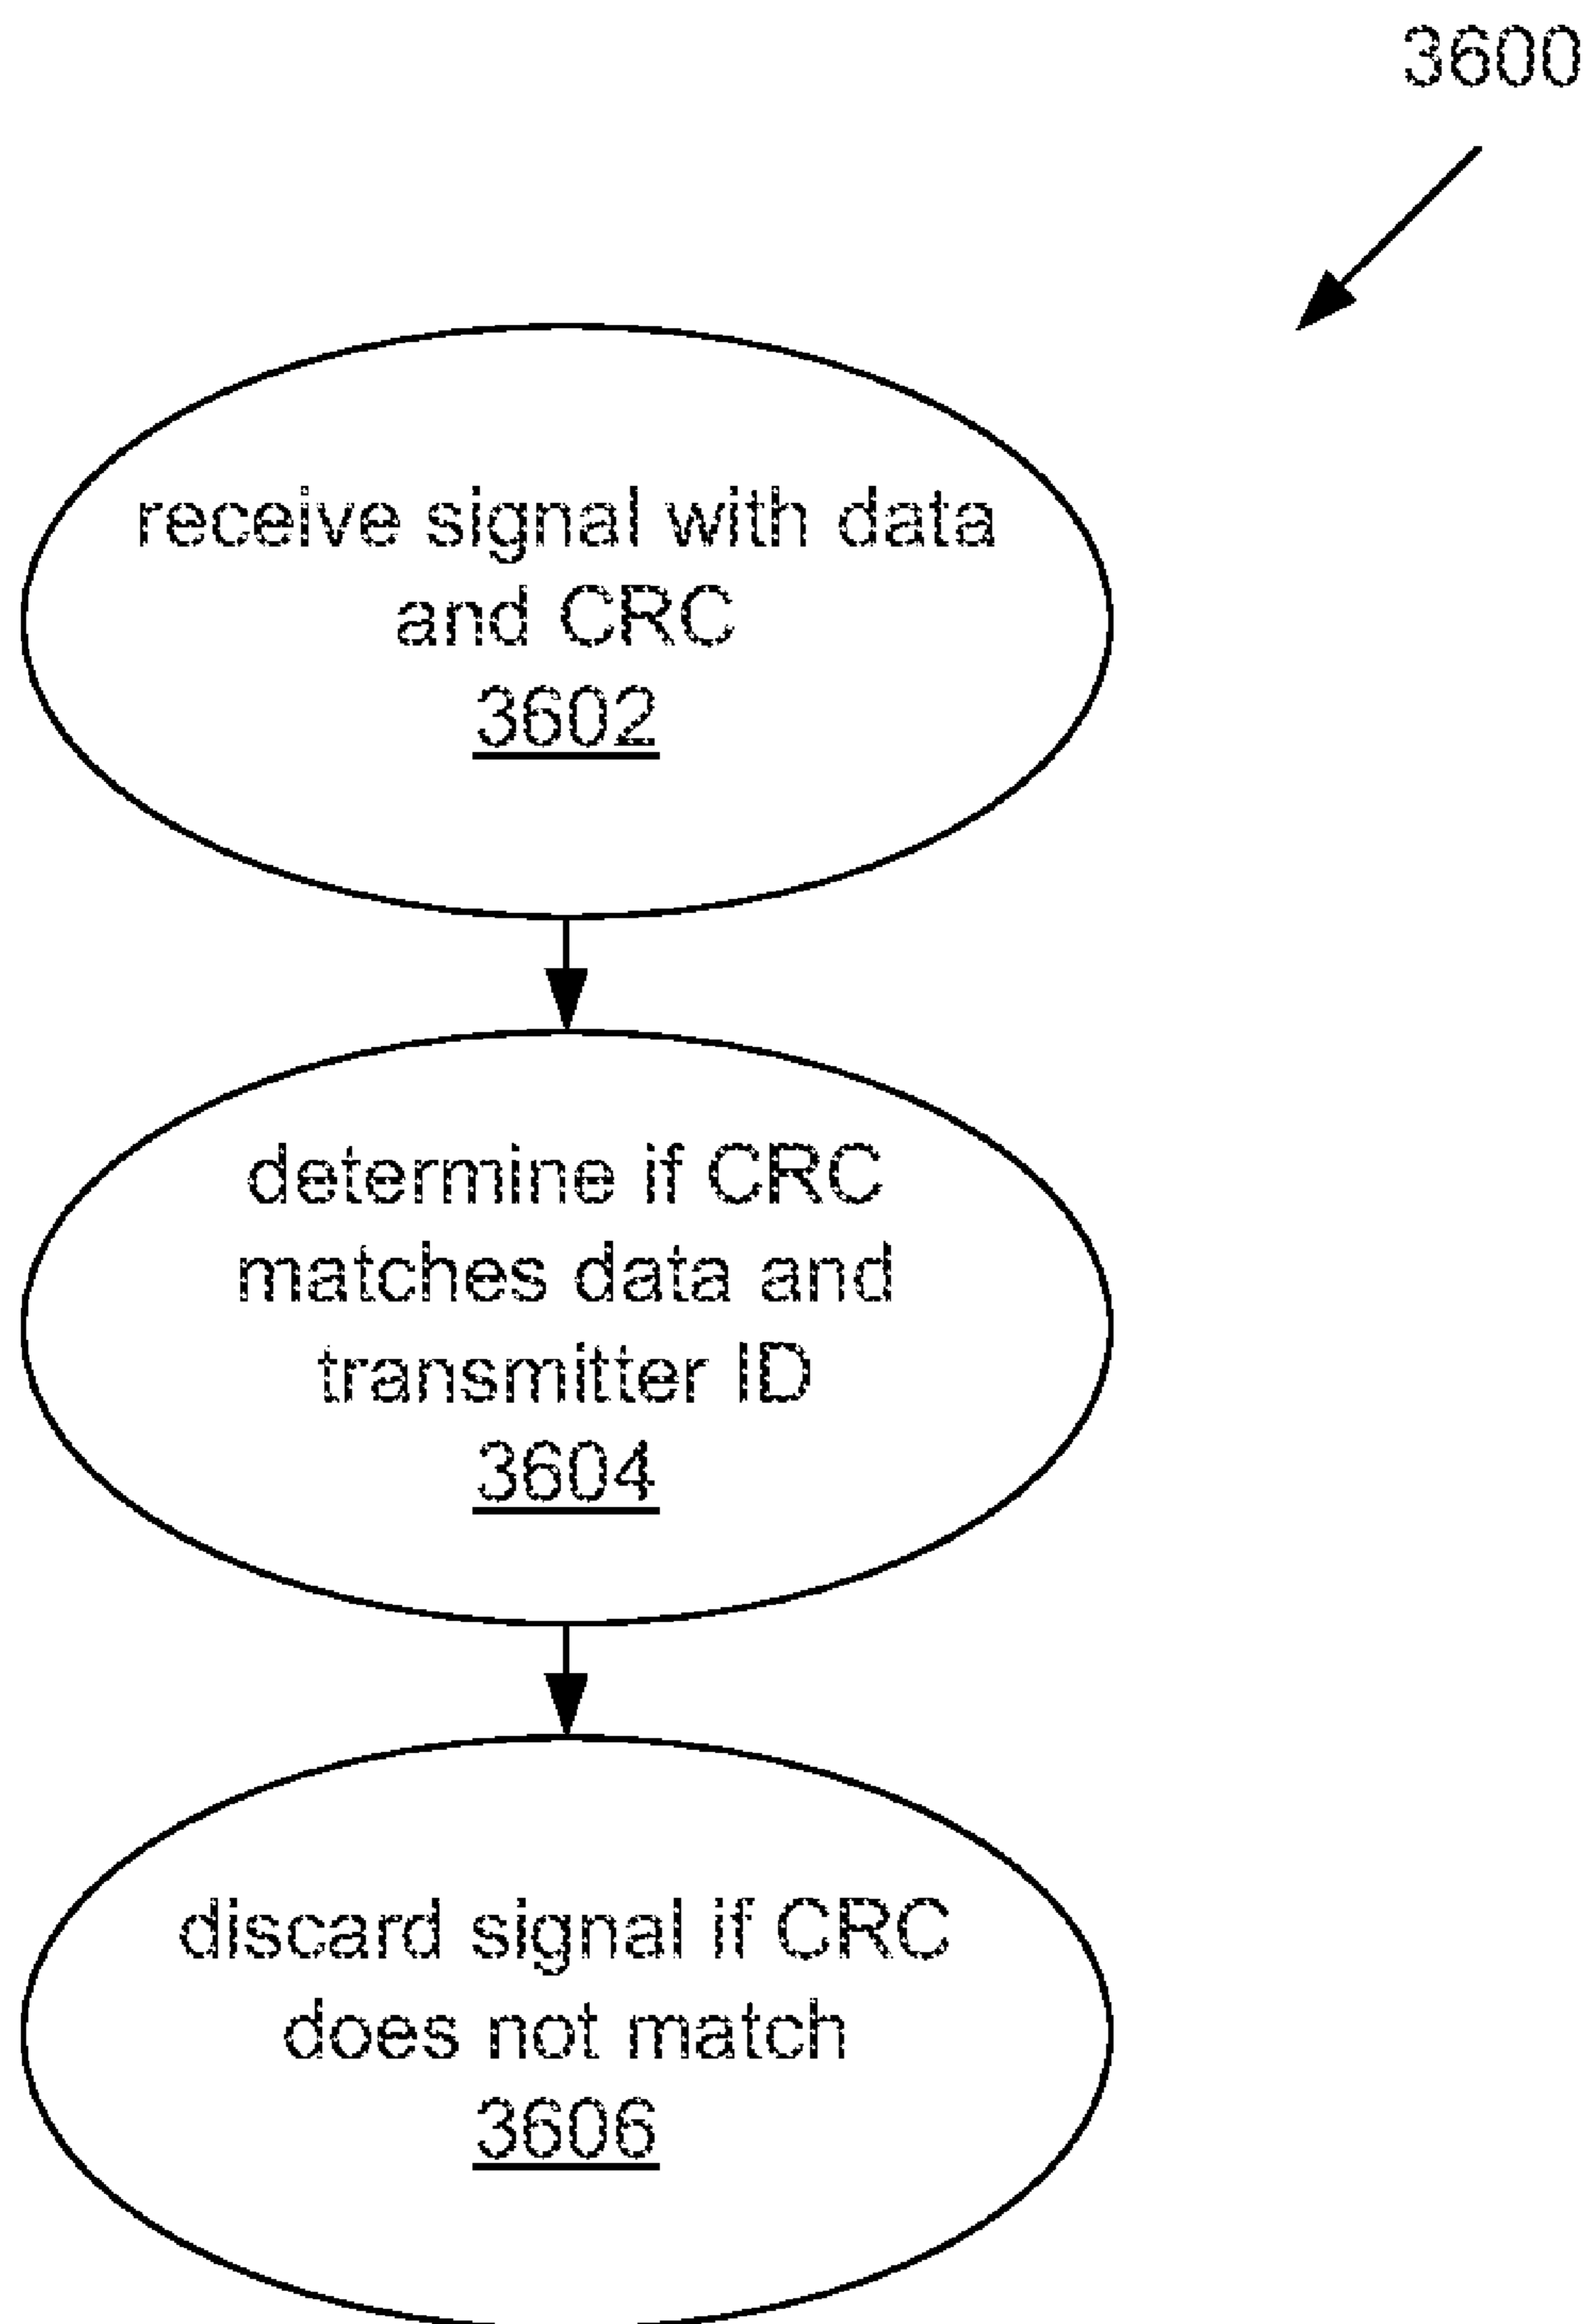 3600
receive signal with data
and CRC
3602
determine if CRC
matches data and
transmitter ID
3604
discard signal if CRC
does not match
3606